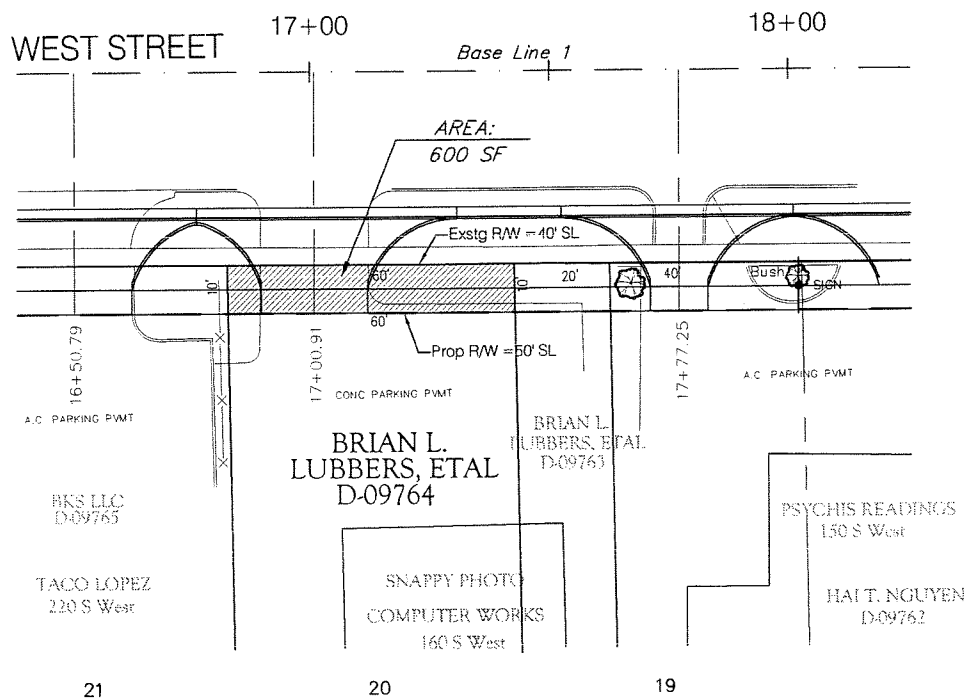 17+00
18+00
WEST STREET
Base Line 1
AREA:
600 SF
Exstg R/W = 40' SL
60'
10'
10'
20'
40'
Bush
SIGN
60'
Prop R/W = 50' SL
16+50.79
17+00.91
17+77.25
A.C. PARKING PVMT
CONC PARKING PVMT
A.C. PARKING PVMT
BRIAN L.
LUBBERS, ETAL
D-09764
BRIAN L.
LUBBERS, ETAL
D-09763
BKS LLC
D-09765
PSYCHIS READINGS
150 S West
TACO LOPEZ
220 S West
SNAPPY PHOTO
COMPUTER WORKS
160 S West
HAI T. NGUYEN
D-09762
21
20
19